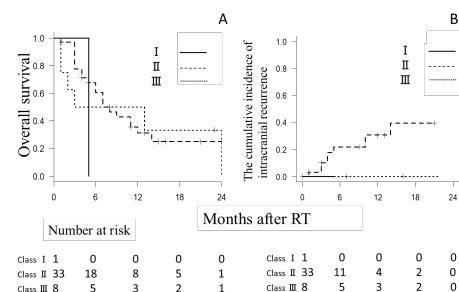 A
Overall survival
1.0
0.8
0.6
0.4
0.2
0.0
I
II
III
0 6 12 18 24
B
The cumulative incidence of
intracranial recurrence
1.0
0.8
0.6
0.4
0.2
0.0
I
II
III
0 6 12 18 24
Months after RT
Number at risk
Class I 1 0 0 0 0
Class II 33 18 8 5 1
Class III 8 5 3 2 1
Class I 1 0 0 0 0
Class II 33 11 4 2 0
Class III 8 5 3 2 0